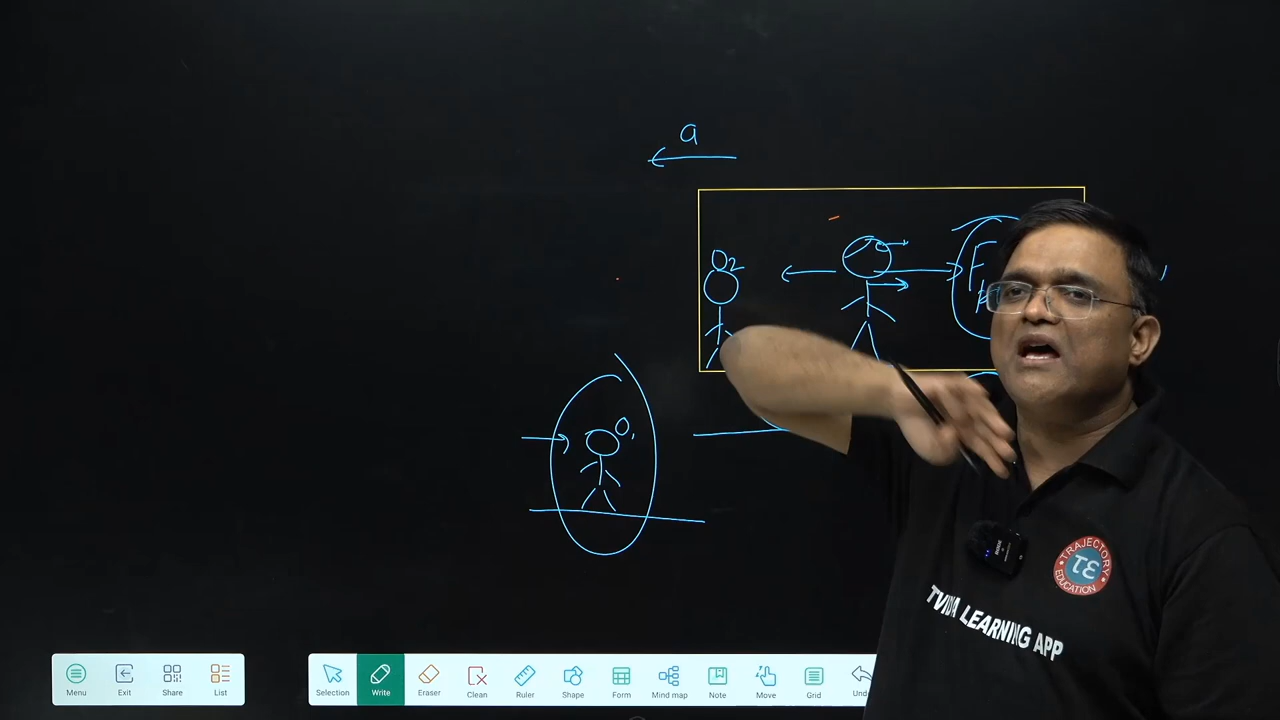 a
O2
F
O1
TRAJECTORY
EDUCATION
TE
LEARNING APP
Menu
Exit
Share
List
Selection
Write
Eraser
Clean
Ruler
Shape
Form
Mind map
Note
Move
Grid